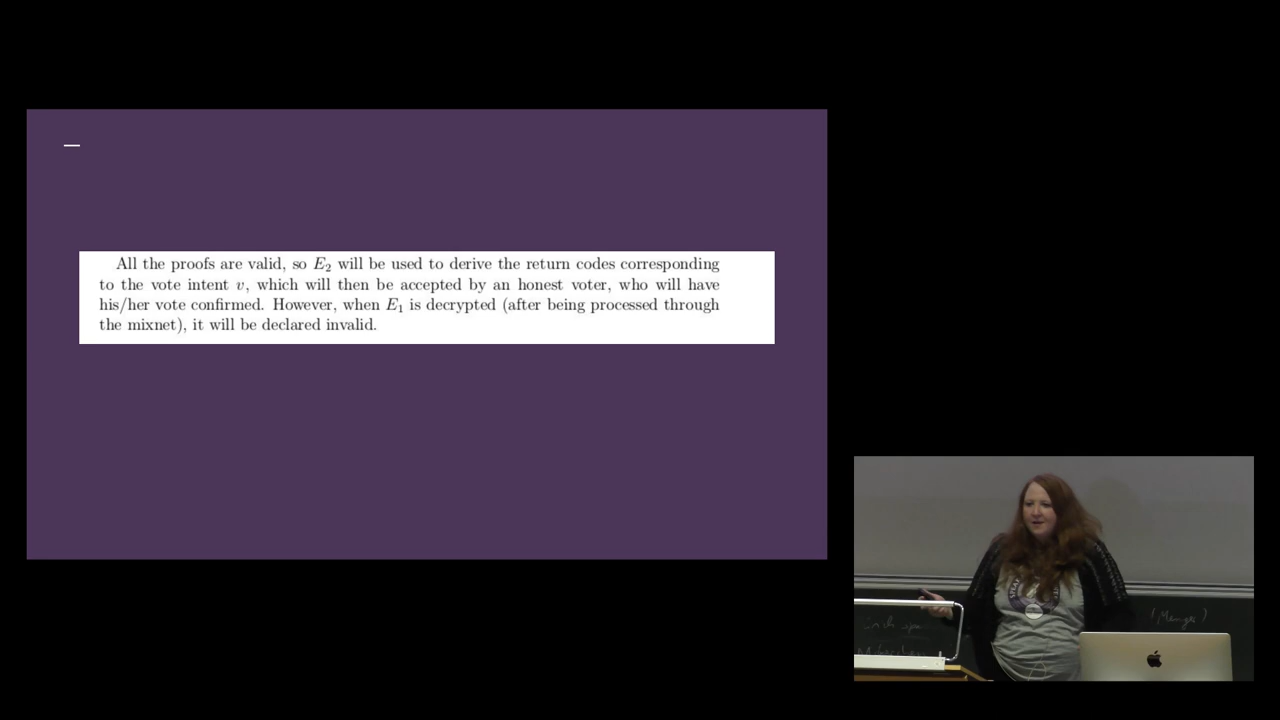 —
All the proofs are valid, so E₂ will be used to derive the return codes corresponding
to the vote intent v, which will then be accepted by an honest voter, who will have
his/her vote confirmed. However, when E₁ is decrypted (after being processed through
the mixnet), it will be declared invalid.